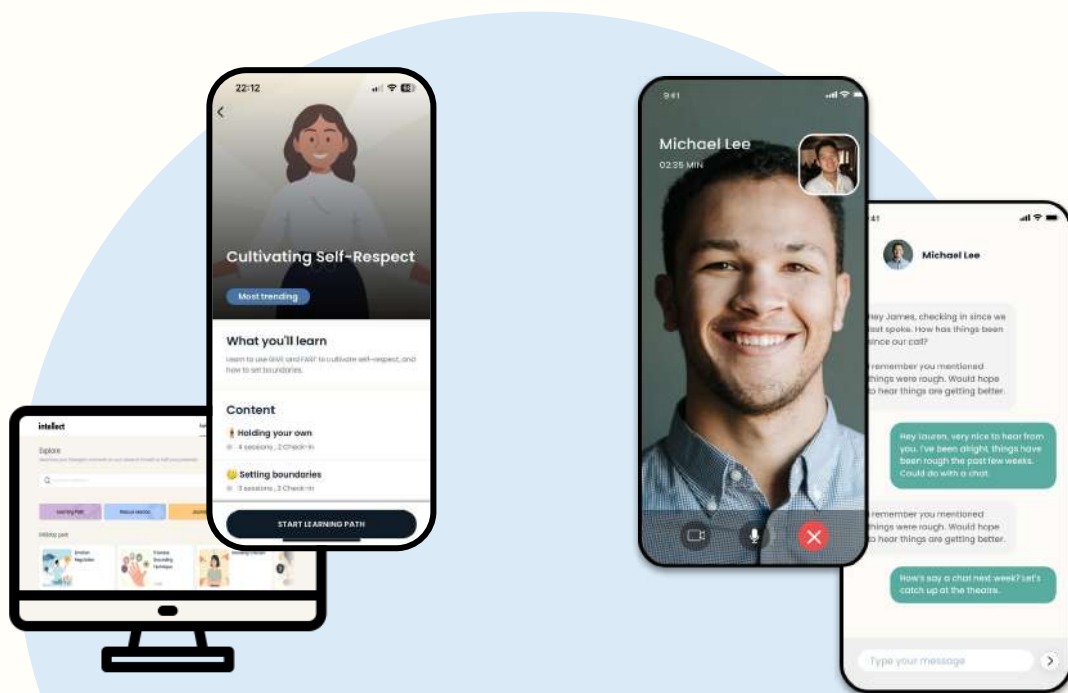 22:12
Cultivating Self-Respect
Most trending
What you'll learn
Learn to use GIVE and FAST to cultivate self-respect, and
how to set boundaries.
Content
Holding your own
4 sessions, 2 Check-in
Setting boundaries
3 sessions, 2 Check-in
START LEARNING PATH
intellect
Explore
Learning Path
Rescue session
Emotion
Regulation
Grounding
Technique
9:41
Michael Lee
02:35 MIN
:41
Michael Lee
Hey James, checking in since we
last spoke. How has things been
since our call?
I remember you mentioned
things were rough. Would hope
to hear things are getting better.
Hey Lauren, very nice to hear from
you. I've been alright, things have
been rough the past few weeks.
Could do with a chat.
I remember you mentioned
things were rough. Would hope
to hear things are getting better.
How's say a chat next week? Let's
catch up at the theatre.
Type your message